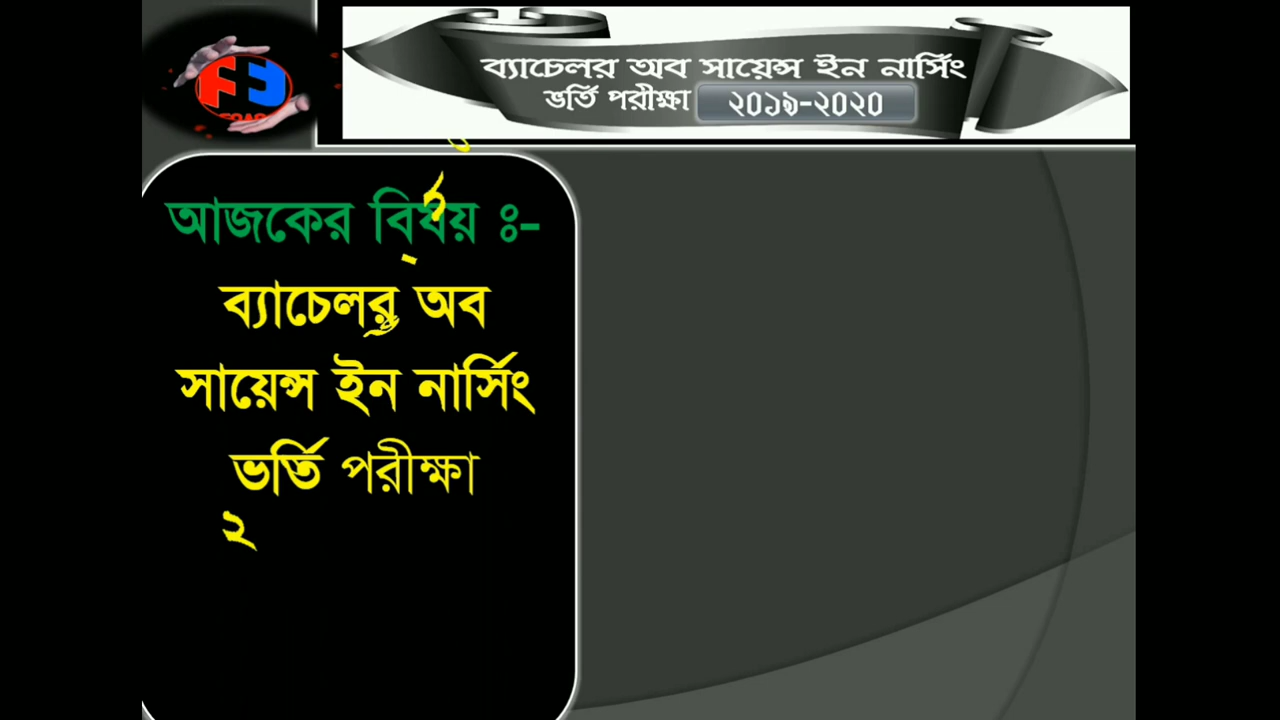 ব্যাচেলর অব সায়েন্স ইন নার্সিং
ভর্তি পরীক্ষা ২০১৯-২০২০
আজকের বিষয় ঃ-
ব্যাচেলর অব
সায়েন্স ইন নার্সিং
ভর্তি পরীক্ষা
২